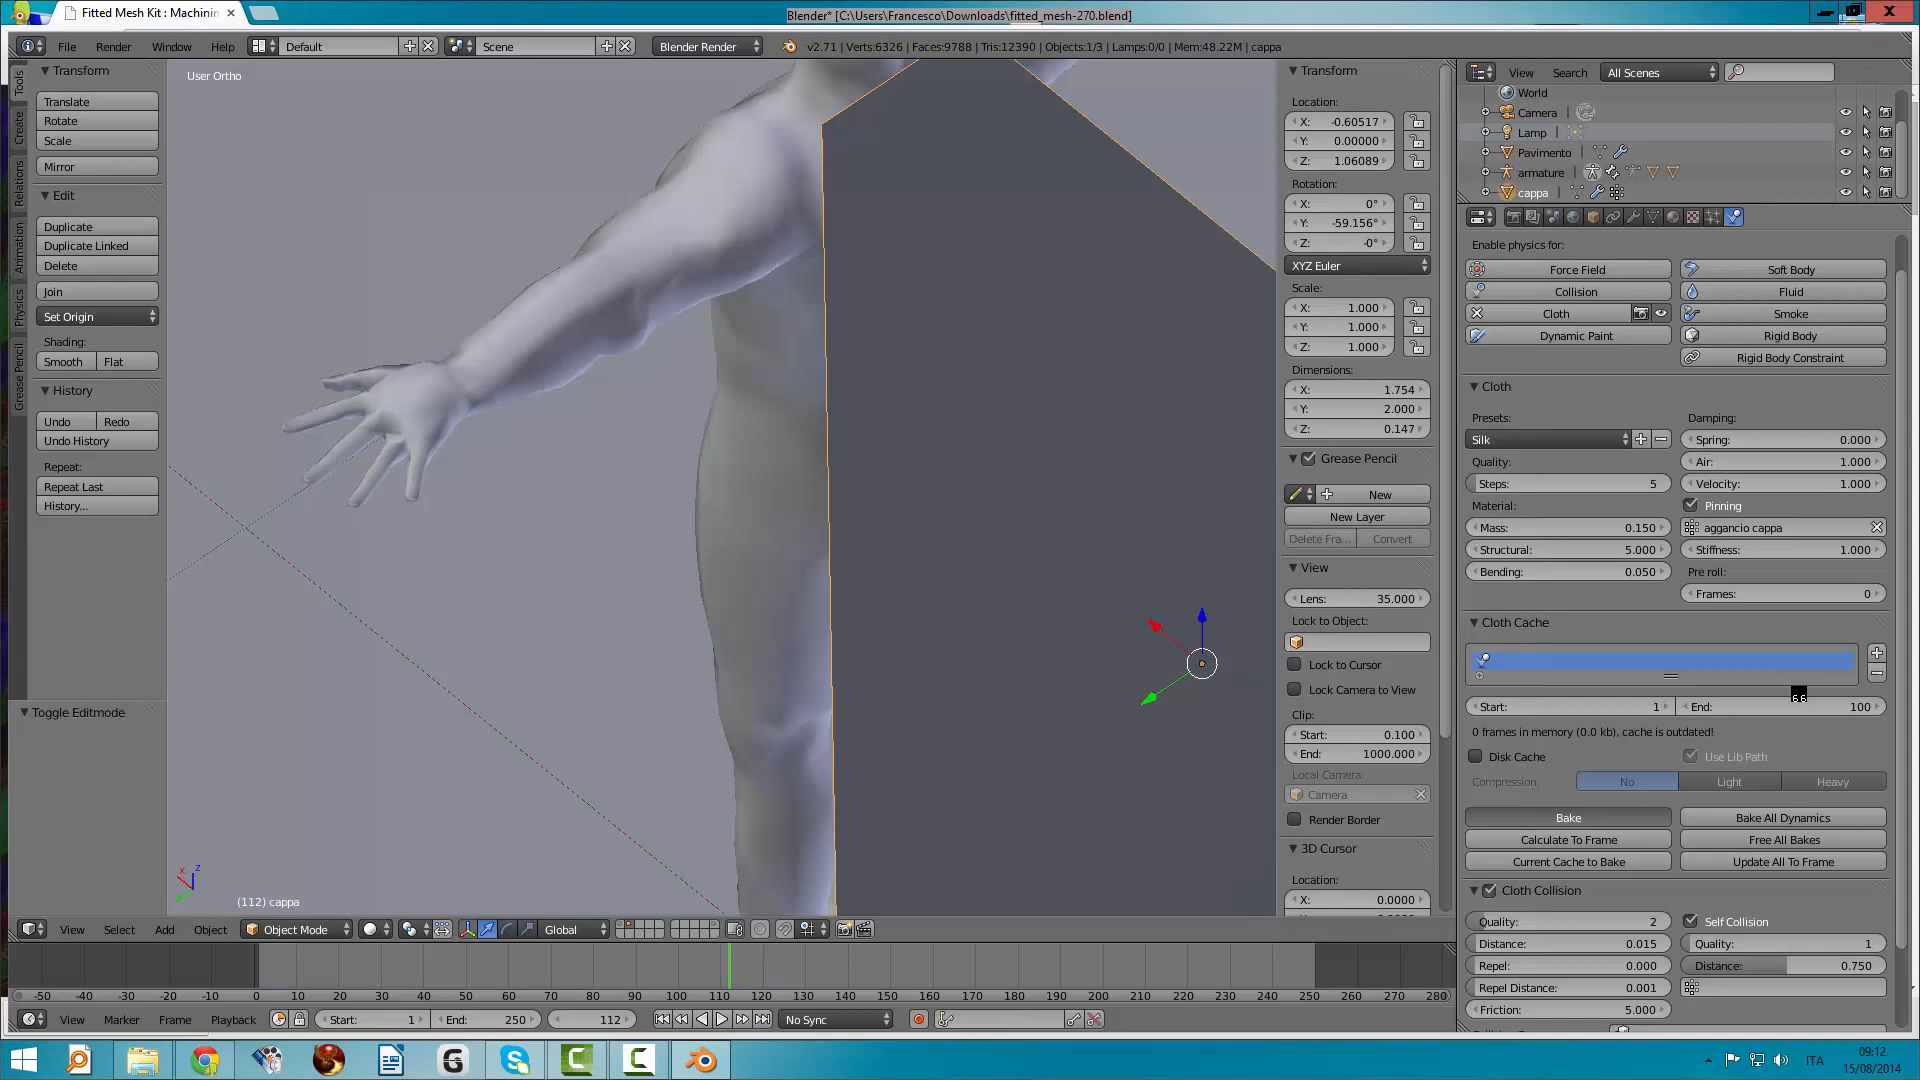 Fitted Mesh Kit : Machinin
Blender* [C:\Users\Francesco\Downloads\fitted_mesh-270.blend]
File Render Window Help Default Scene Blender Render v2.71 | Verts:6326 | Faces:9788 | Tris:12390 | Objects:1/3 | Lamps:0/0 | Mem:48.22M | cappa
Tools
Create
Relations
Animation
Physics
Grease Pencil
Transform
Translate
Rotate
Scale
Mirror
Edit
Duplicate
Duplicate Linked
Delete
Join
Set Origin
Shading:
Smooth Flat
History
Undo Redo
Undo History
Repeat:
Repeat Last
History...
Toggle Editmode
User Ortho
x z
(112) cappa
Transform
Location:
X: -0.60517
Y: 0.00000
Z: 1.06089
Rotation:
X: 0°
Y: -59.156°
Z: -0°
XYZ Euler
Scale:
X: 1.000
Y: 1.000
Z: 1.000
Dimensions:
X: 1.754
Y: 2.000
Z: 0.147
Grease Pencil
New
New Layer
Delete Fra... Convert
View
Lens: 35.000
Lock to Object:
Lock to Cursor
Lock Camera to View
Clip:
Start: 0.100
End: 1000.000
Local Camera:
Camera
Render Border
3D Cursor
Location:
X: 0.0000
View Search All Scenes
World
Camera
Lamp
Pavimento
armature
cappa
Enable physics for:
Force Field Soft Body
Collision Fluid
Cloth Smoke
Dynamic Paint Rigid Body
Rigid Body Constraint
Cloth
Presets: Damping:
Silk Spring: 0.000
Quality: Air: 1.000
Steps: 5 Velocity: 1.000
Material: Pinning
Mass: 0.150 aggancio cappa
Structural: 5.000 Stiffness: 1.000
Bending: 0.050 Pre roll:
Frames: 0
Cloth Cache
66
Start: 1 End: 100
0 frames in memory (0.0 kb), cache is outdated!
Disk Cache Use Lib Path
Compression: No Light Heavy
Bake Bake All Dynamics
Calculate To Frame Free All Bakes
Current Cache to Bake Update All To Frame
Cloth Collision
Quality: 2 Self Collision
Distance: 0.015 Quality: 1
Repel: 0.000 Distance: 0.750
Repel Distance: 0.001
Friction: 5.000
View Select Add Object Object Mode Global
-50 -40 -30 -20 -10 0 10 20 30 40 50 60 70 80 90 100 110 120 130 140 150 160 170 180 190 200 210 220 230 240 250 260 270 280
View Marker Frame Playback Start: 1 End: 250 112 No Sync
ITA
09:12
15/08/2014